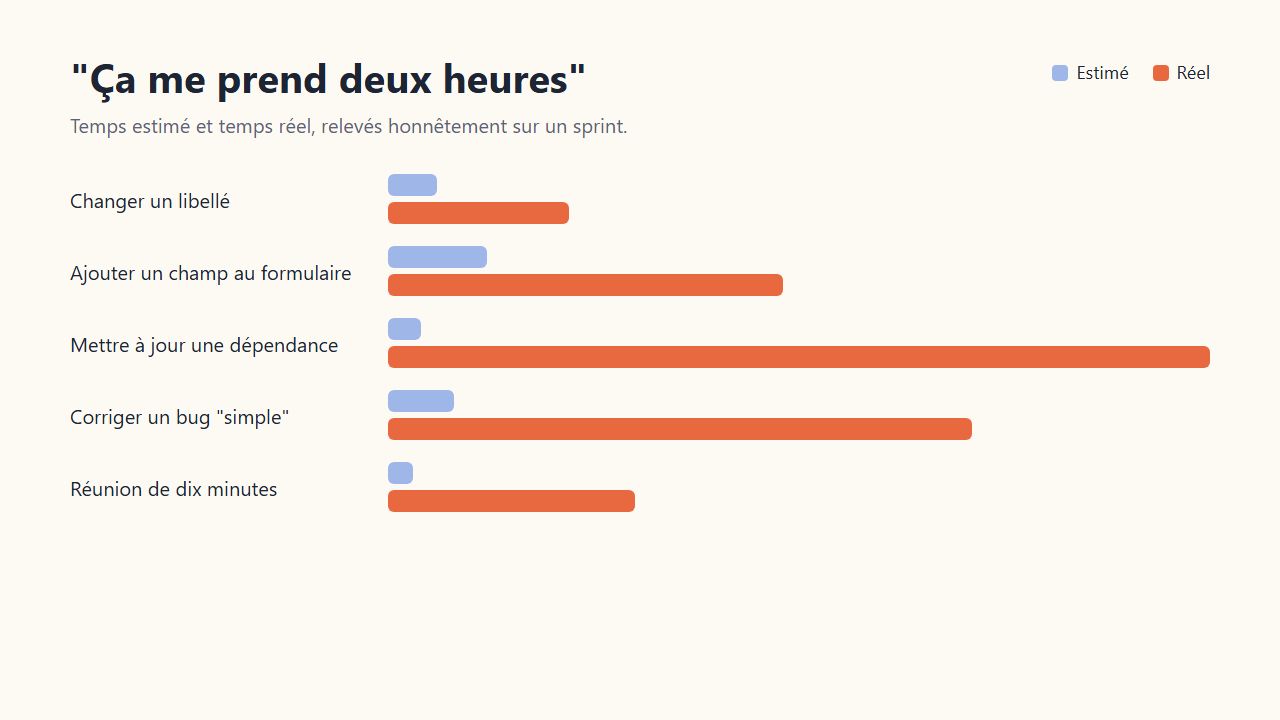 "Ça me prend deux heures"
Estimé
Réel
Temps estimé et temps réel, relevés honnêtement sur un sprint.
Changer un libellé
Ajouter un champ au formulaire
Mettre à jour une dépendance
Corriger un bug "simple"
Réunion de dix minutes